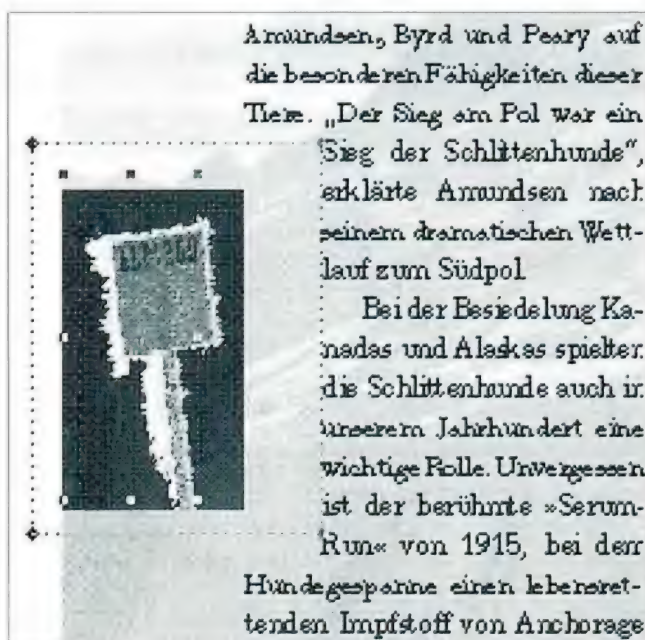 Amundsen, Byrd und Peary auf
die besonderen Fähigkeiten dieser
Tiere. „Der Sieg am Pol war ein
Sieg der Schlittenhunde“,
erklärte Amundsen nach
seinem dramatischen Wett-
lauf zum Südpol.
Bei der Besiedelung Ka-
nadas und Alaskas spielten
die Schlittenhunde auch in
unserem Jahrhundert eine
wichtige Rolle. Unvergessen
ist der berühmte »Serum-
Run« von 1915, bei dem
Hundegespanne einen lebensret-
tenden Impfstoff von Anchorage